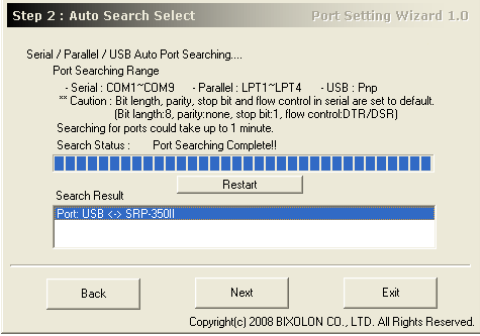 Step 2 : Auto Search Select
Port Setting Wizard 1.0
Serial / Parallel / USB Auto Port Searching....
Port Searching Range
- Serial : COM1~COM9 - Parallel : LPT1~LPT4 - USB : Pnp
** Caution : Bit length, parity, stop bit and flow control in serial are set to default.
(Bit length:8, parity:none, stop bit:1, flow control:DTR/DSR)
Searching for ports could take up to 1 minute.
Search Status : Port Searching Complete!!
Restart
Search Result
Port: USB <-> SRP-350II
Back
Next
Exit
Copyright(c) 2008 BIXOLON CO., LTD. All Rights Reserved.